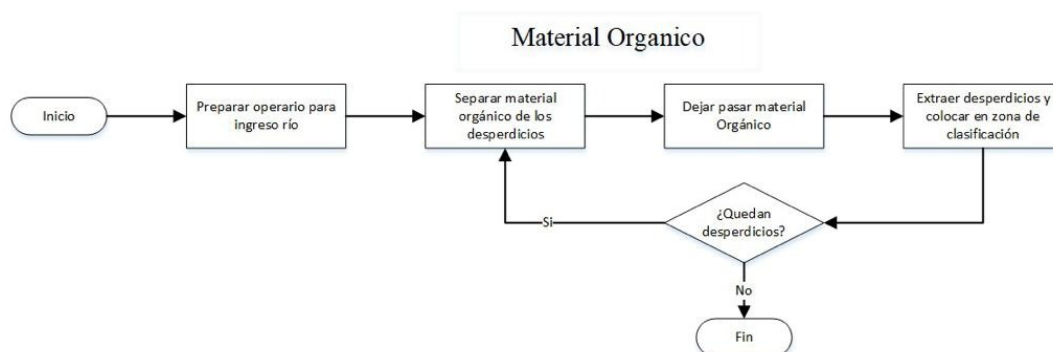 Material Organico
Inicio
Preparar operario para
ingreso río
Separar material
orgánico de los
desperdicios
Dejar pasar material
Orgánico
Extraer desperdicios y
colocar en zona de
clasificación
¿Quedan
desperdicios?
Si
No
Fin